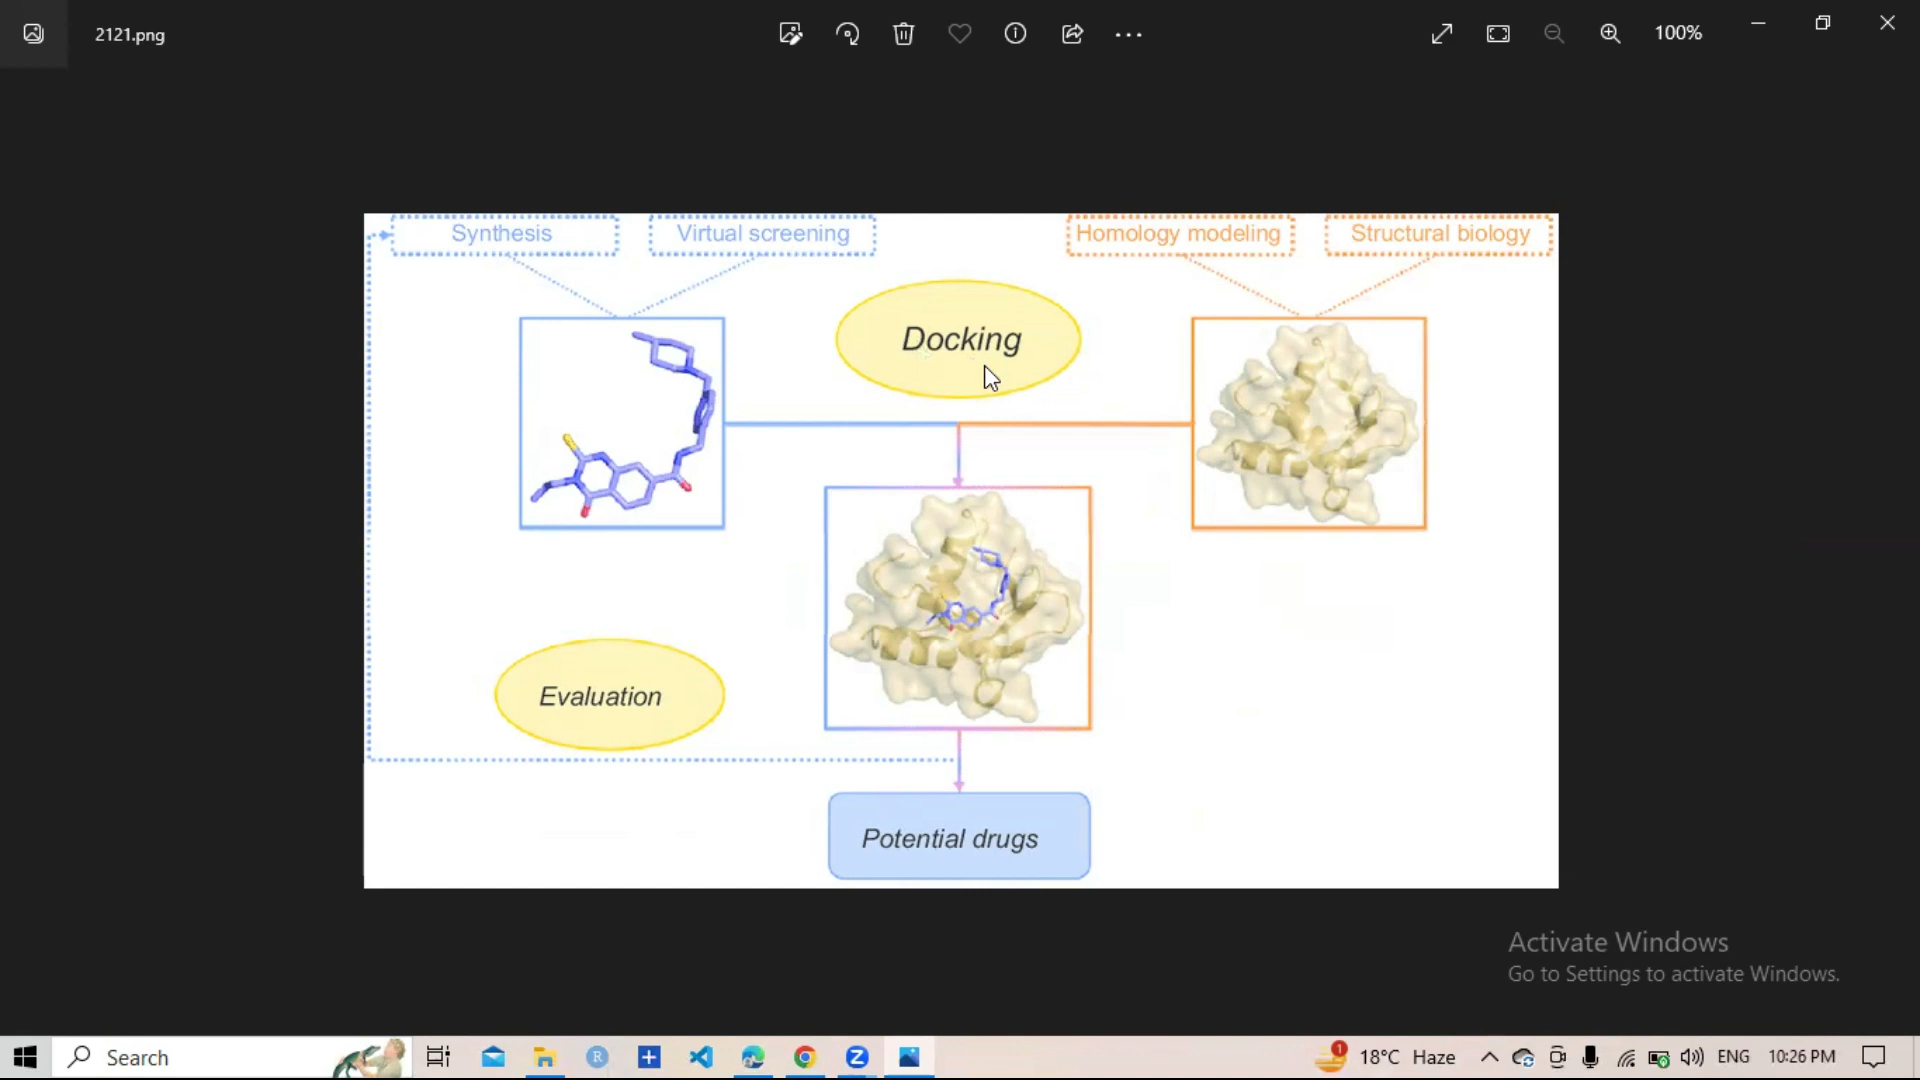 2121.png
100%
Synthesis
Virtual screening
Homology modeling
Structural biology
Docking
Evaluation
Potential drugs
Activate Windows
Go to Settings to activate Windows.
Search
R
1
18°C Haze
ENG
10:26 PM